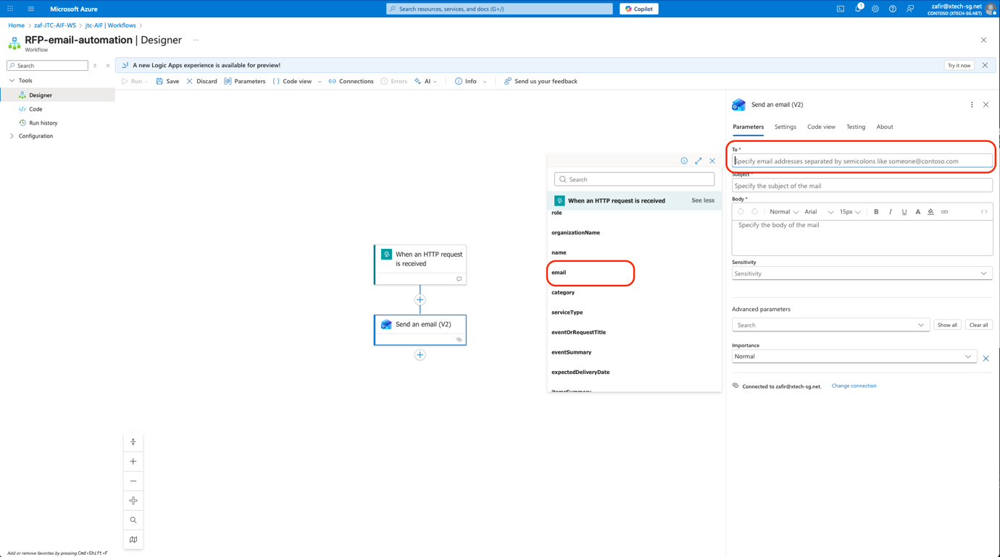 Microsoft Azure
Search resources, services, and docs (G+/)
Copilot
1
zafir@xtech-sg.net
CONTOSO (XTECH-SG.NET)
Home > zaf-JTC-AIF-WS > jtc-AIF | Workflows >
RFP-email-automation | Designer ...
Workflow
Search
A new Logic Apps experience is available for preview!
Try it now
Tools
Designer
Code
Run history
Configuration
Run
Save
Discard
Parameters
Code view
Connections
Errors
AI
Info
Send us your feedback
When an HTTP request
is received
Send an email (V2)
Search
When an HTTP request is received
See less
role
organizationName
name
email
category
serviceType
eventOrRequestTitle
eventSummary
expectedDeliveryDate
itemsSummary
Send an email (V2)
Parameters
Settings
Code view
Testing
About
To *
Specify email addresses separated by semicolons like someone@contoso.com
Subject *
Specify the subject of the mail
Body *
Normal
Arial
15px
B I U A
Specify the body of the mail
Sensitivity
Sensitivity
Advanced parameters
Search
Show all
Clear all
Importance
Normal
Connected to zafir@xtech-sg.net.
Change connection
Add or remove favorites by pressing Cmd+Shift+F